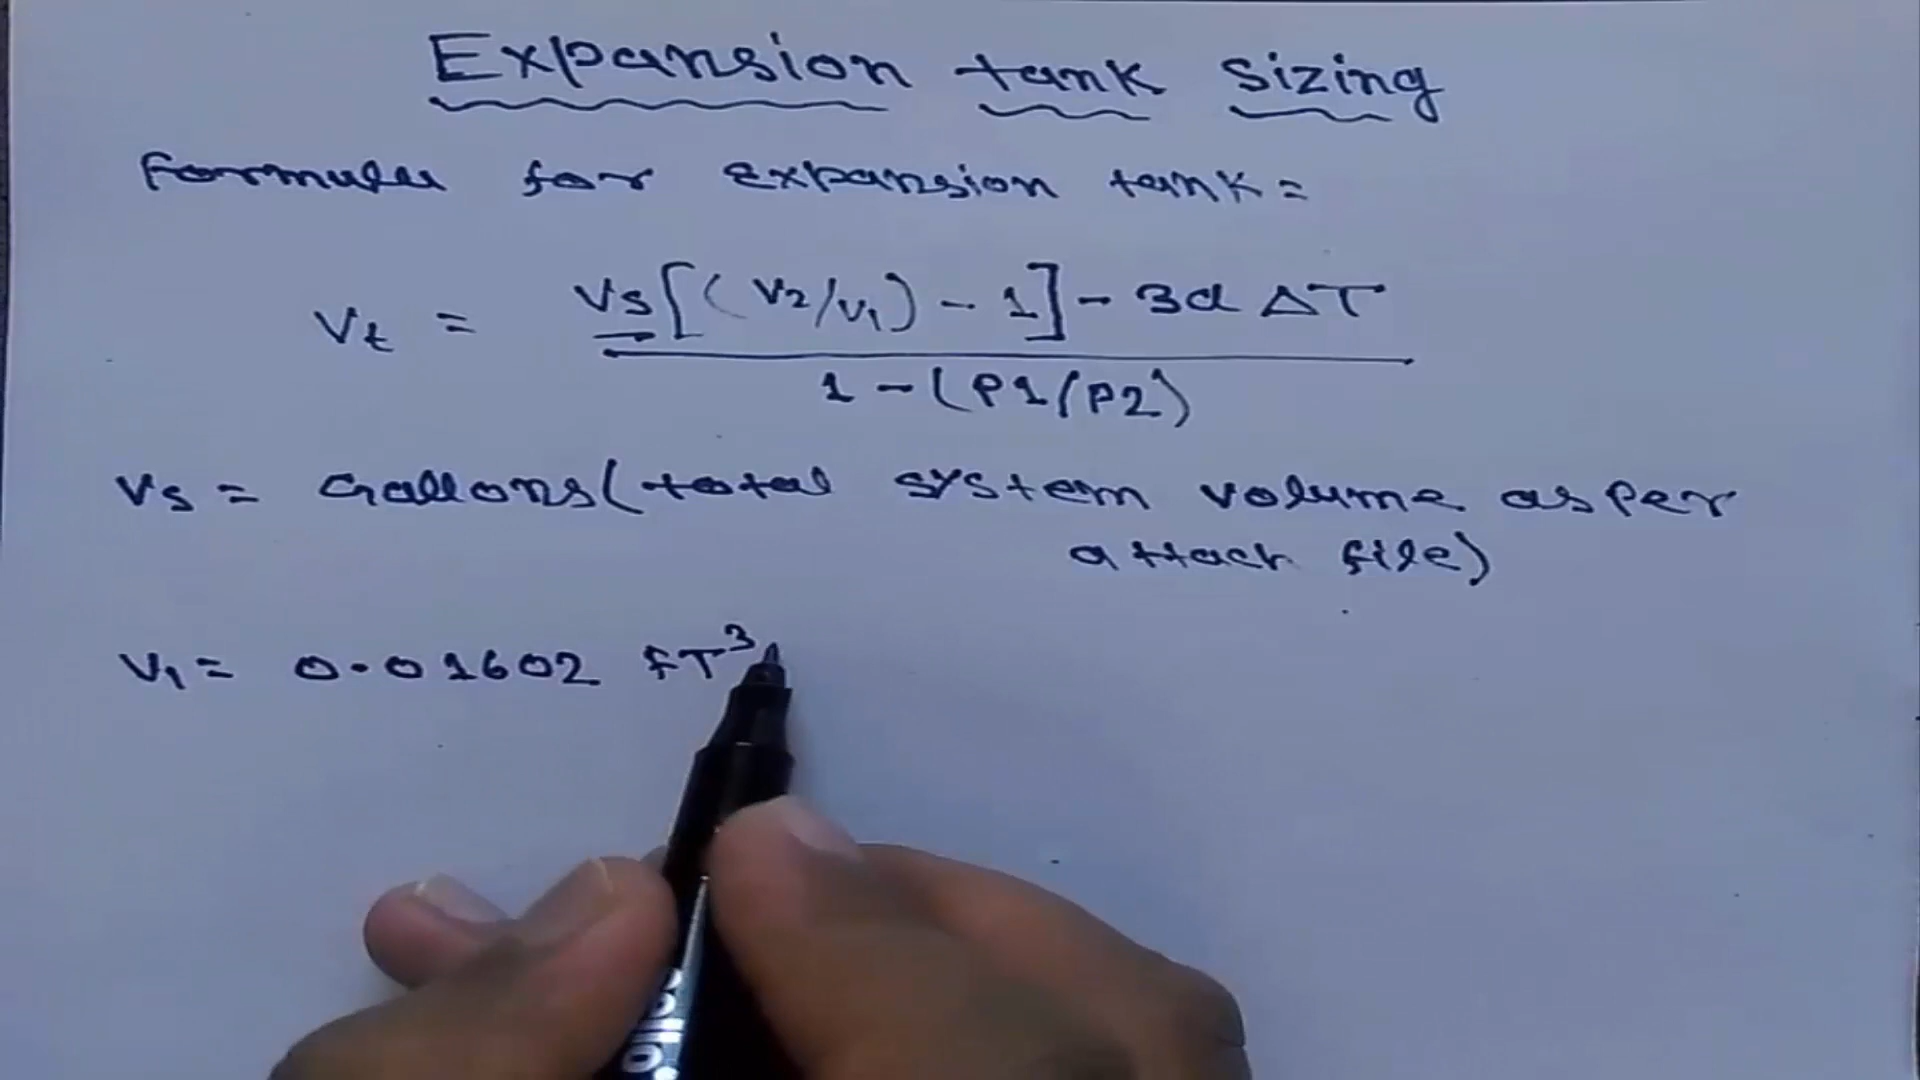 Expansion tank sizing
Formula for Expansion tank =
Vt = Vs[(V2/V1) - 1] - 3α ΔT
1 - (P1/P2)
Vs = Gallons (total system volume as per
attach file)
V1 = 0.01602 FT³
cello